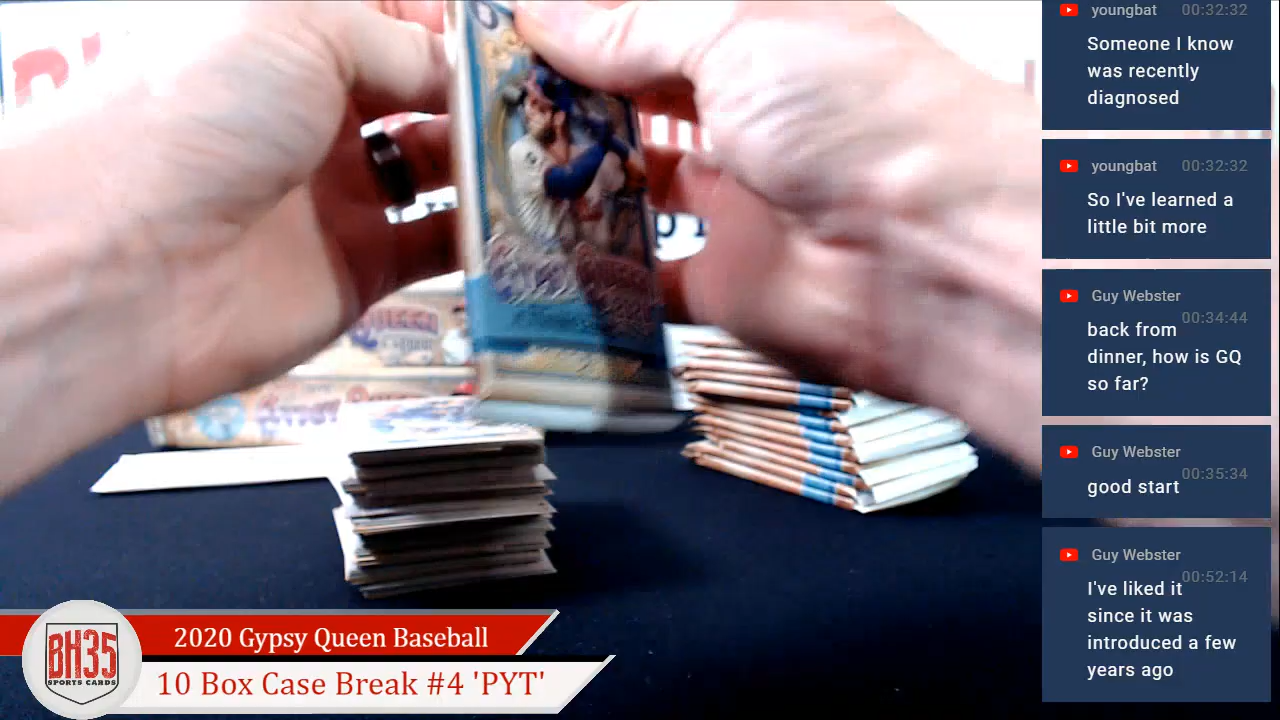 youngbat 00:32:32
Someone I know
was recently
diagnosed
youngbat 00:32:32
So I've learned a
little bit more
Guy Webster
00:34:44
back from
dinner, how is GQ
so far?
Guy Webster
00:35:34
good start
Guy Webster
00:52:14
I've liked it
since it was
introduced a few
years ago
QUEEN
BH35
SPORTS CARDS
2020 Gypsy Queen Baseball
10 Box Case Break #4 'PYT'